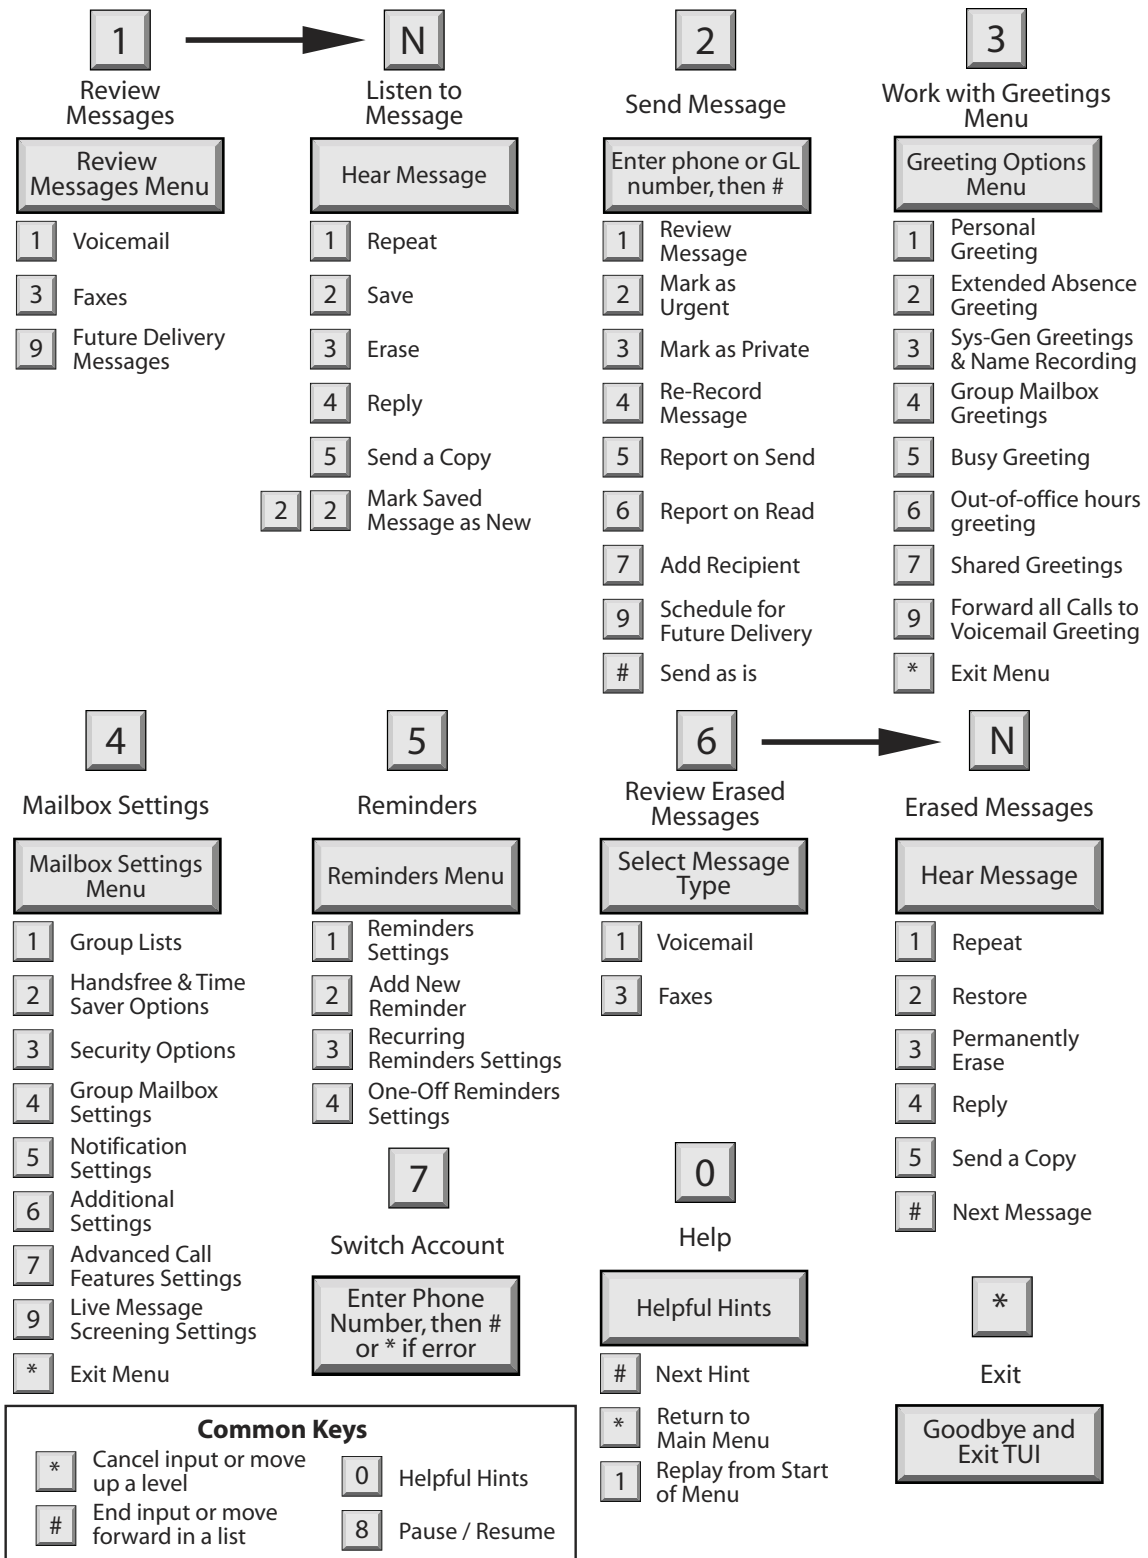 1
Review
Messages
Review
Messages Menu
1 Voicemail
3 Faxes
9 Future Delivery
Messages
N
Listen to
Message
Hear Message
1 Repeat
2 Save
3 Erase
4 Reply
5 Send a Copy
2 2 Mark Saved
Message as New
2
Send Message
Enter phone or GL
number, then #
1 Review
Message
2 Mark as
Urgent
3 Mark as Private
4 Re-Record
Message
5 Report on Send
6 Report on Read
7 Add Recipient
9 Schedule for
Future Delivery
# Send as is
3
Work with Greetings
Menu
Greeting Options
Menu
1 Personal
Greeting
2 Extended Absence
Greeting
3 Sys-Gen Greetings
& Name Recording
4 Group Mailbox
Greetings
5 Busy Greeting
6 Out-of-office hours
greeting
7 Shared Greetings
9 Forward all Calls to
Voicemail Greeting
* Exit Menu
4
Mailbox Settings
Mailbox Settings
Menu
1 Group Lists
2 Handsfree & Time
Saver Options
3 Security Options
4 Group Mailbox
Settings
5 Notification
Settings
6 Additional
Settings
7 Advanced Call
Features Settings
9 Live Message
Screening Settings
* Exit Menu
5
Reminders
Reminders Menu
1 Reminders
Settings
2 Add New
Reminder
3 Recurring
Reminders Settings
4 One-Off Reminders
Settings
7
Switch Account
Enter Phone
Number, then #
or * if error
6
Review Erased
Messages
Select Message
Type
1 Voicemail
3 Faxes
0
Help
Helpful Hints
# Next Hint
* Return to
Main Menu
1 Replay from Start
of Menu
N
Erased Messages
Hear Message
1 Repeat
2 Restore
3 Permanently
Erase
4 Reply
5 Send a Copy
# Next Message
*
Exit
Goodbye and
Exit TUI
Common Keys
* Cancel input or move
up a level
# End input or move
forward in a list
0 Helpful Hints
8 Pause / Resume